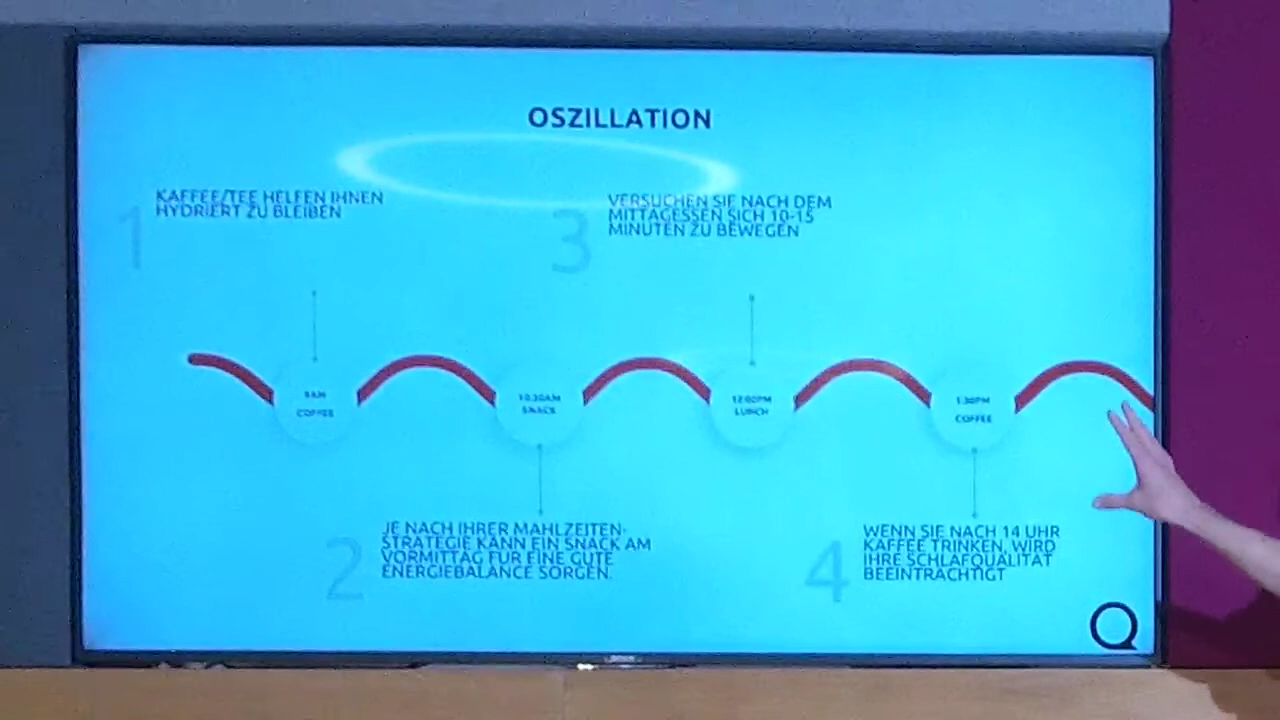 OSZILLATION
1
KAFFEE/TEE HELFEN IHNEN
HYDRIERT ZU BLEIBEN
3
VERSUCHEN SIE NACH DEM
MITTAGESSEN SICH 10-15
MINUTEN ZU BEWEGEN
COFFEE
10:30AM
SNACK
12:00PM
LUNCH
1:30PM
COFFEE
2
JE NACH IHRER MAHLZEITEN-
STRATEGIE KANN EIN SNACK AM
VORMITTAG FÜR EINE GUTE
ENERGIEBALANCE SORGEN.
4
WENN SIE NACH 14 UHR
KAFFEE TRINKEN, WIRD
IHRE SCHLAFQUALITÄT
BEEINTRÄCHTIGT
Q